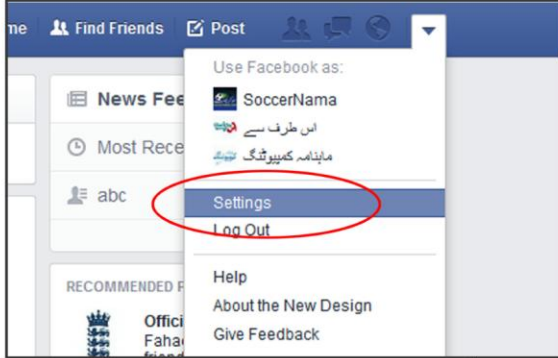 me Find Friends Post
Use Facebook as:
News Fee
SoccerNama
اس طرف سے
Most Rece
ماہنامہ کمپیوٹنگ
abc
Settings
Log Out
RECOMMENDED P
Help
About the New Design
Offici
Give Feedback
Fahad
friend